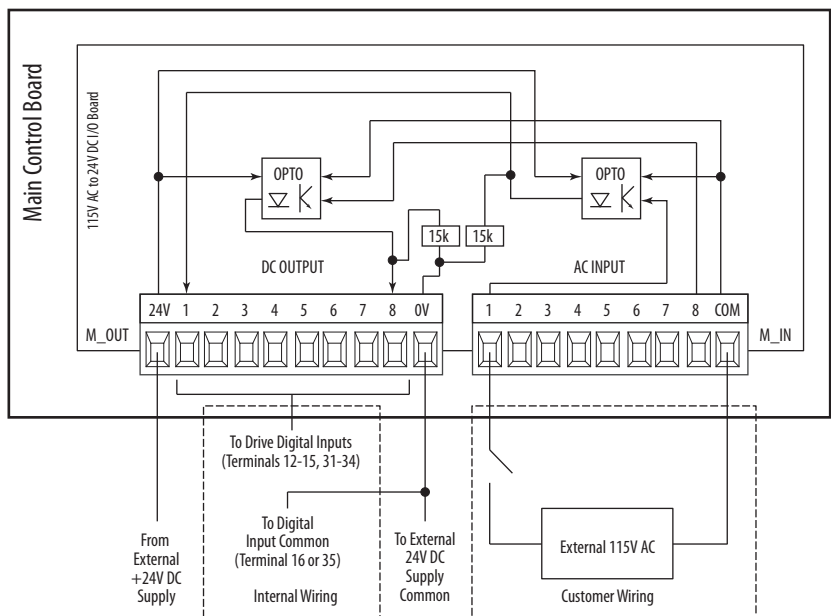 Main Control Board
115V AC to 24V DC I/O Board
OPTO
OPTO
15k
15k
DC OUTPUT
AC INPUT
24V 1 2 3 4 5 6 7 8 0V
1 2 3 4 5 6 7 8 COM
M_OUT
M_IN
To Drive Digital Inputs
(Terminals 12-15, 31-34)
From
External
+24V DC
Supply
To Digital
Input Common
(Terminal 16 or 35)
Internal Wiring
To External
24V DC
Supply
Common
External 115V AC
Customer Wiring